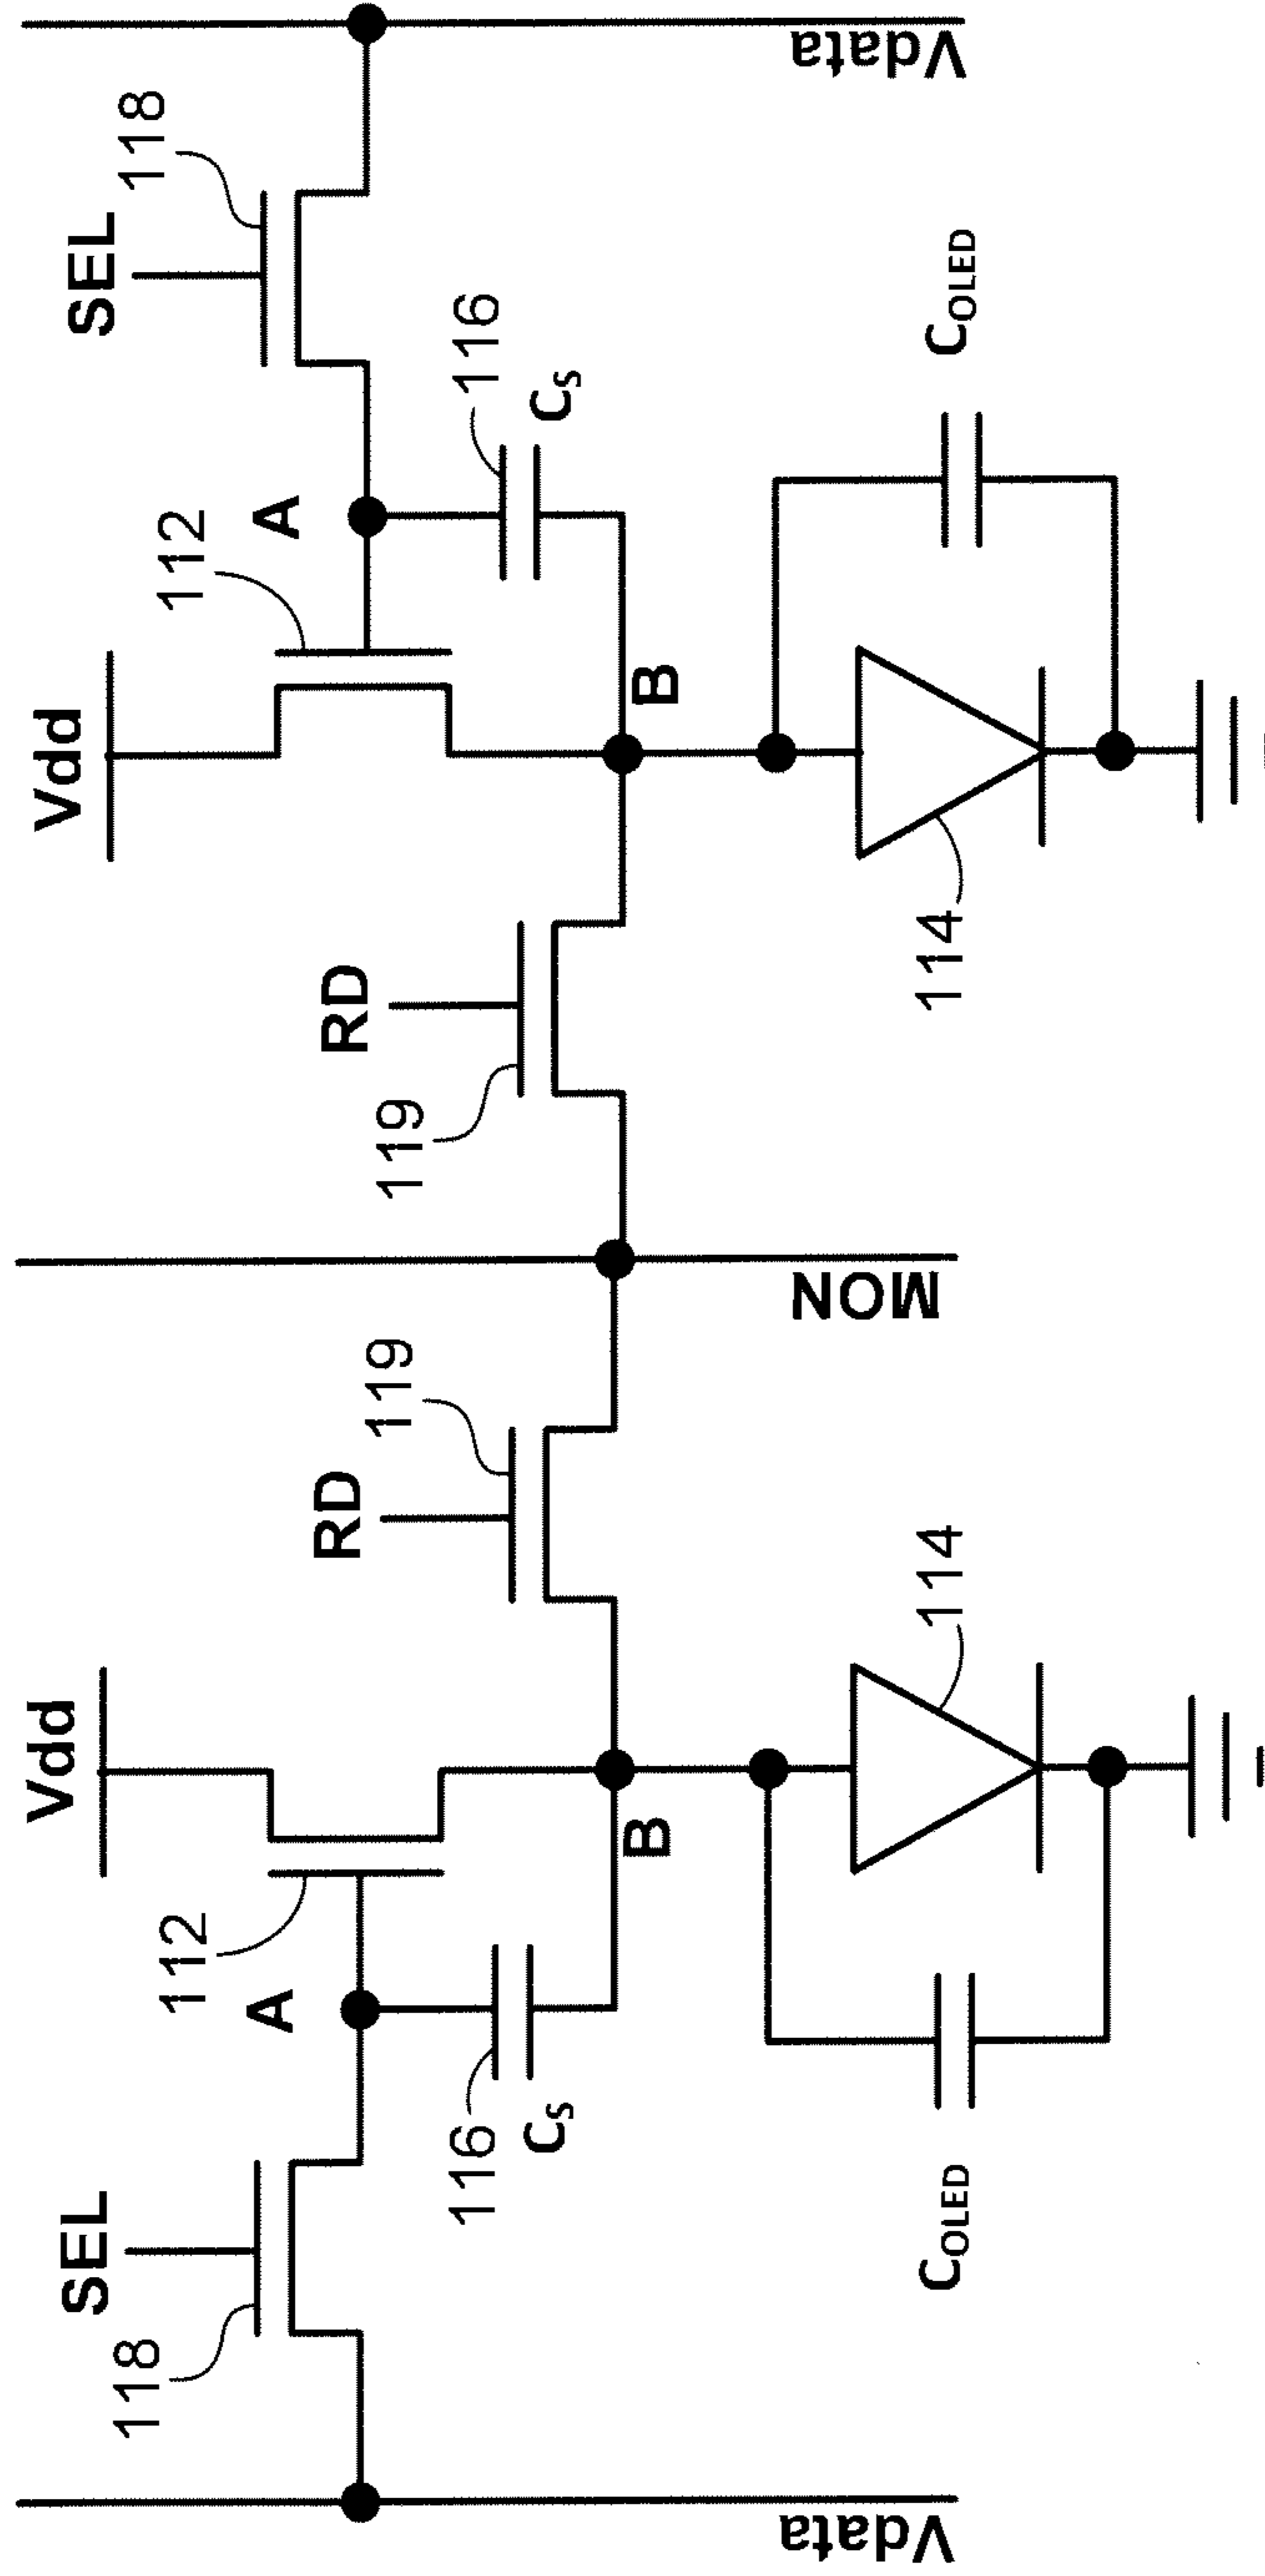 Vdd
Vdd
SEL
118
112
A
RD
119
119
RD
112
A
SEL
118
116
Cs
B
B
116
Cs
Vdata
COLED
114
MON
114
COLED
Vdata